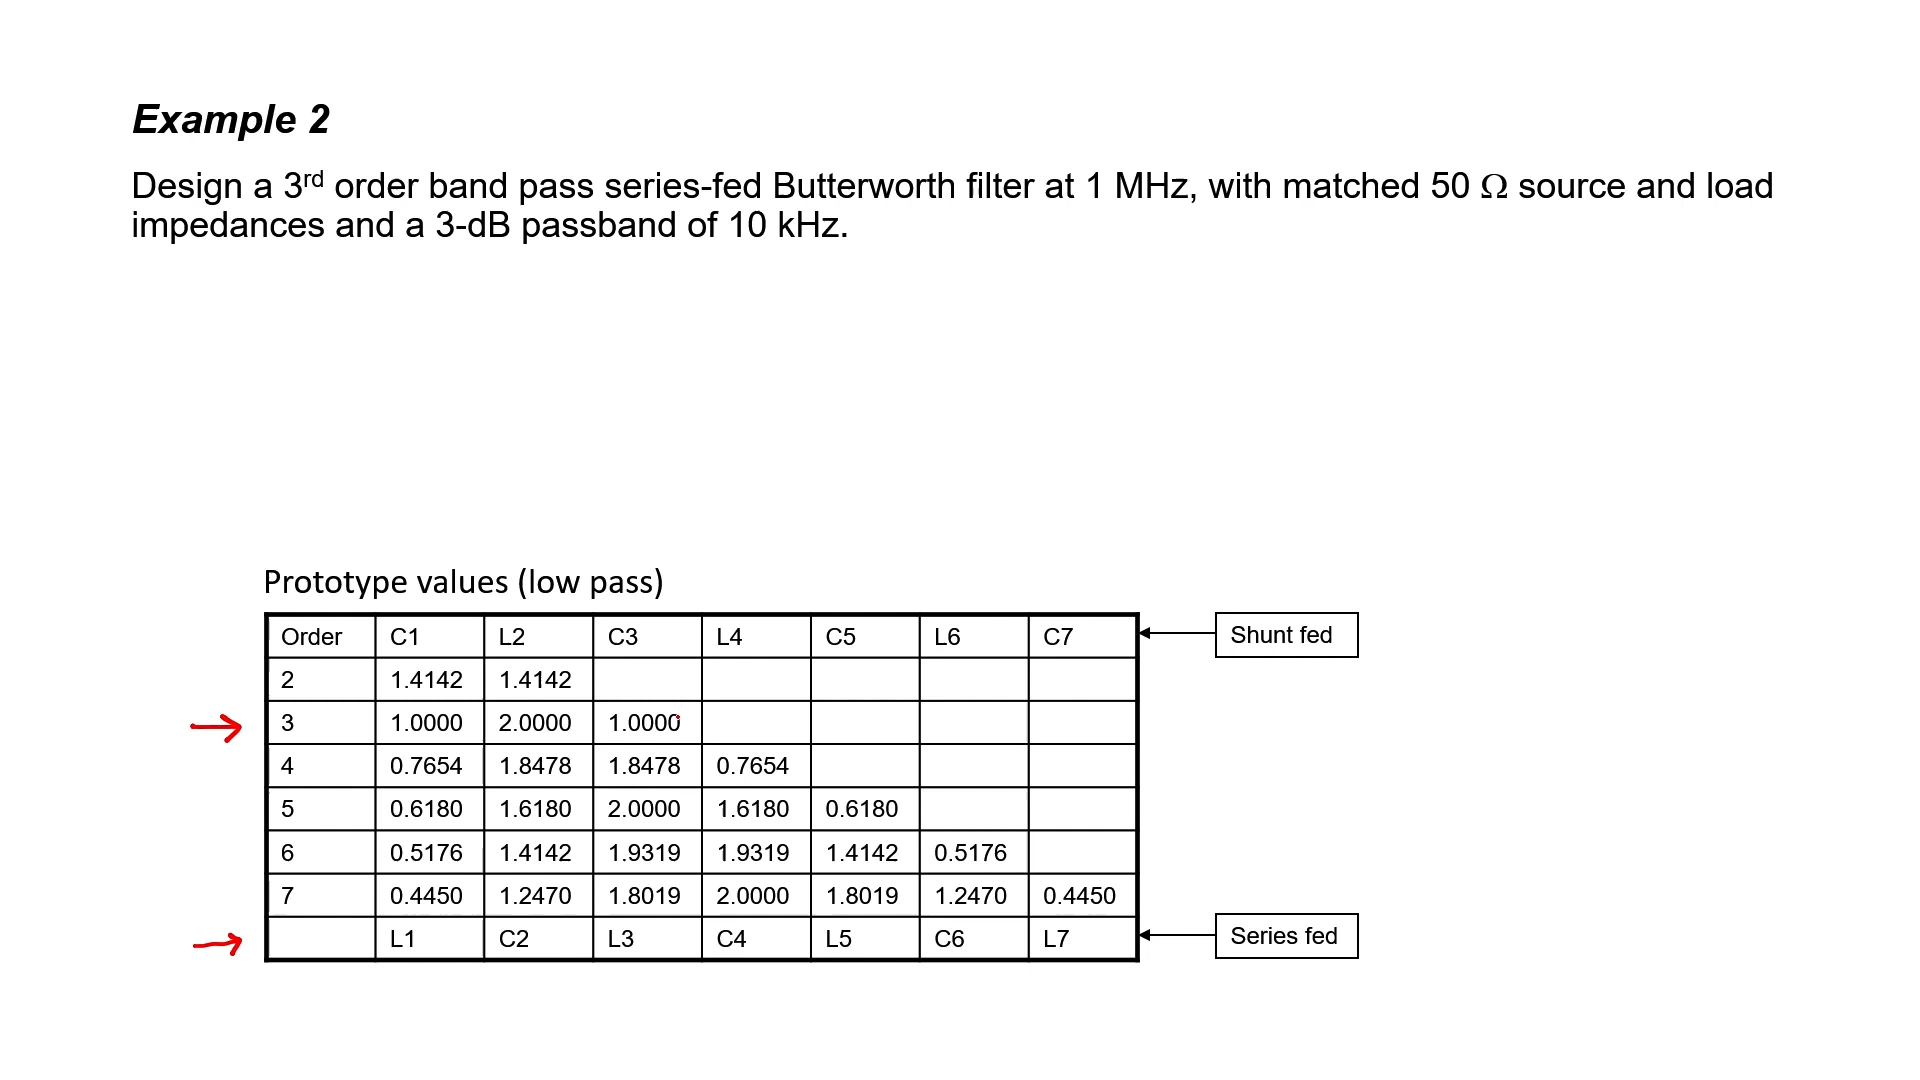 Example 2
Design a 3rd order band pass series-fed Butterworth filter at 1 MHz, with matched 50 Ω source and load
impedances and a 3-dB passband of 10 kHz.
Prototype values (low pass)
Order C1 L2 C3 L4 C5 L6 C7
Shunt fed
2 1.4142 1.4142
3 1.0000 2.0000 1.0000
4 0.7654 1.8478 1.8478 0.7654
5 0.6180 1.6180 2.0000 1.6180 0.6180
6 0.5176 1.4142 1.9319 1.9319 1.4142 0.5176
7 0.4450 1.2470 1.8019 2.0000 1.8019 1.2470 0.4450
L1 C2 L3 C4 L5 C6 L7
Series fed